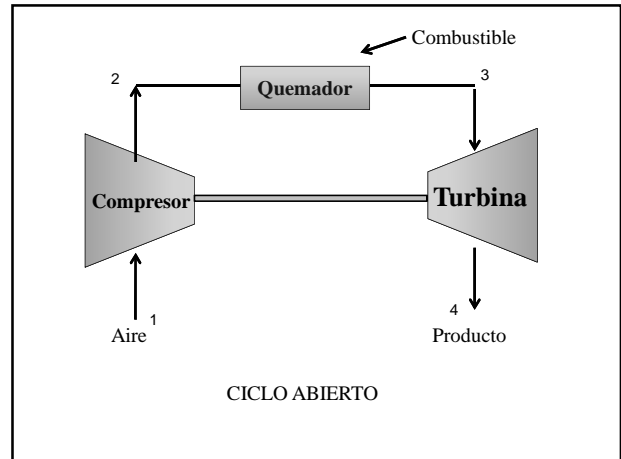 Combustible
2
3
Quemador
Compresor
Turbina
1
4
Aire
Producto
CICLO ABIERTO